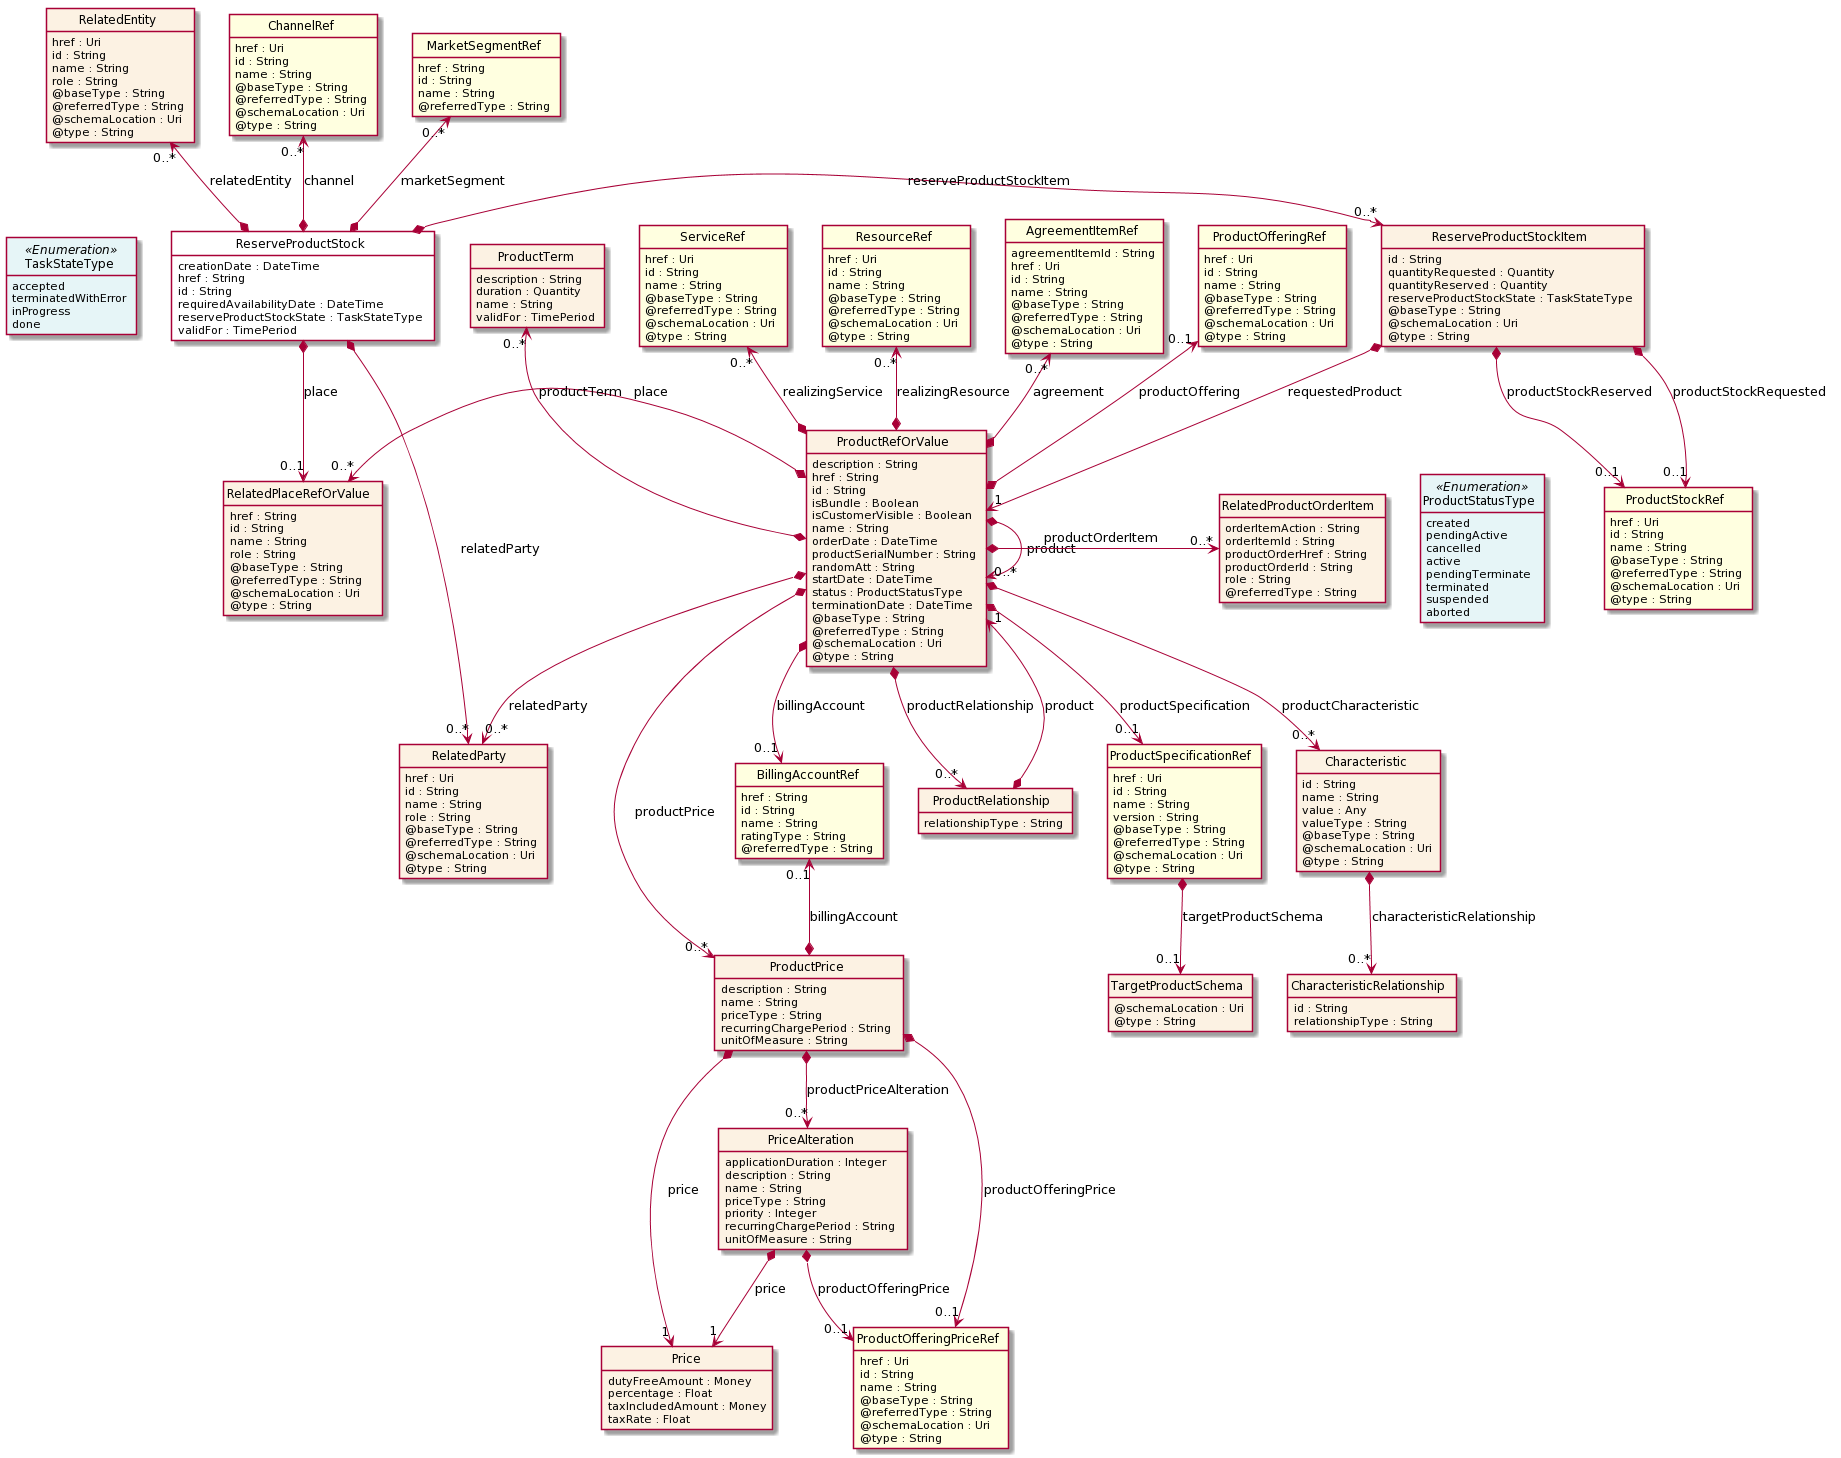 RelatedEntity
href : Uri
id : String
name : String
role : String
@baseType : String
@referredType : String
@schemaLocation : Uri
@type : String
ChannelRef
href : Uri
id : String
name : String
@baseType : String
@referredType : String
@schemaLocation : Uri
@type : String
MarketSegmentRef
href : String
id : String
name : String
@referredType : String
0..*
0..*
0..*
relatedEntity
channel
marketSegment
reserveProductStockItem
0..*
«Enumeration»
TaskStateType
accepted
terminatedWithError
inProgress
done
ReserveProductStock
creationDate : DateTime
href : String
id : String
requiredAvailabilityDate : DateTime
reserveProductStockState : TaskStateType
validFor : TimePeriod
ProductTerm
description : String
duration : Quantity
name : String
validFor : TimePeriod
ServiceRef
href : Uri
id : String
name : String
@baseType : String
@referredType : String
@schemaLocation : Uri
@type : String
ResourceRef
href : Uri
id : String
name : String
@baseType : String
@referredType : String
@schemaLocation : Uri
@type : String
AgreementItemRef
agreementItemId : String
href : Uri
id : String
name : String
@baseType : String
@referredType : String
@schemaLocation : Uri
@type : String
ProductOfferingRef
href : Uri
id : String
name : String
@baseType : String
@referredType : String
@schemaLocation : Uri
@type : String
ReserveProductStockItem
id : String
quantityRequested : Quantity
quantityReserved : Quantity
reserveProductStockState : TaskStateType
@baseType : String
@schemaLocation : Uri
@type : String
0..*
0..*
0..*
0..*
0..1
place
productTerm
place
realizingService
realizingResource
agreement
productOffering
requestedProduct
productStockReserved
productStockRequested
0..1
0..*
1
0..1
0..1
RelatedPlaceRefOrValue
href : String
id : String
name : String
role : String
@baseType : String
@referredType : String
@schemaLocation : Uri
@type : String
relatedParty
ProductRefOrValue
description : String
href : String
id : String
isBundle : Boolean
isCustomerVisible : Boolean
name : String
orderDate : DateTime
productSerialNumber : String
randomAtt : String
startDate : DateTime
status : ProductStatusType
terminationDate : DateTime
@baseType : String
@referredType : String
@schemaLocation : Uri
@type : String
product
0..*
productOrderItem
0..*
1
RelatedProductOrderItem
orderItemAction : String
orderItemId : String
productOrderHref : String
productOrderId : String
role : String
@referredType : String
«Enumeration»
ProductStatusType
created
pendingActive
cancelled
active
pendingTerminate
terminated
suspended
aborted
ProductStockRef
href : Uri
id : String
name : String
@baseType : String
@referredType : String
@schemaLocation : Uri
@type : String
relatedParty
billingAccount
productRelationship
product
productSpecification
productCharacteristic
0..*
0..*
0..1
0..*
0..1
0..*
RelatedParty
href : Uri
id : String
name : String
role : String
@baseType : String
@referredType : String
@schemaLocation : Uri
@type : String
productPrice
BillingAccountRef
href : String
id : String
name : String
ratingType : String
@referredType : String
ProductRelationship
relationshipType : String
ProductSpecificationRef
href : Uri
id : String
name : String
version : String
@baseType : String
@referredType : String
@schemaLocation : Uri
@type : String
Characteristic
id : String
name : String
value : Any
valueType : String
@baseType : String
@schemaLocation : Uri
@type : String
0..1
billingAccount
targetProductSchema
characteristicRelationship
0..*
0..1
0..*
ProductPrice
description : String
name : String
priceType : String
recurringChargePeriod : String
unitOfMeasure : String
TargetProductSchema
@schemaLocation : Uri
@type : String
CharacteristicRelationship
id : String
relationshipType : String
productPriceAlteration
0..*
price
productOfferingPrice
PriceAlteration
applicationDuration : Integer
description : String
name : String
priceType : String
priority : Integer
recurringChargePeriod : String
unitOfMeasure : String
price
productOfferingPrice
1
1
0..1
0..1
Price
dutyFreeAmount : Money
percentage : Float
taxIncludedAmount : Money
taxRate : Float
ProductOfferingPriceRef
href : Uri
id : String
name : String
@baseType : String
@referredType : String
@schemaLocation : Uri
@type : String